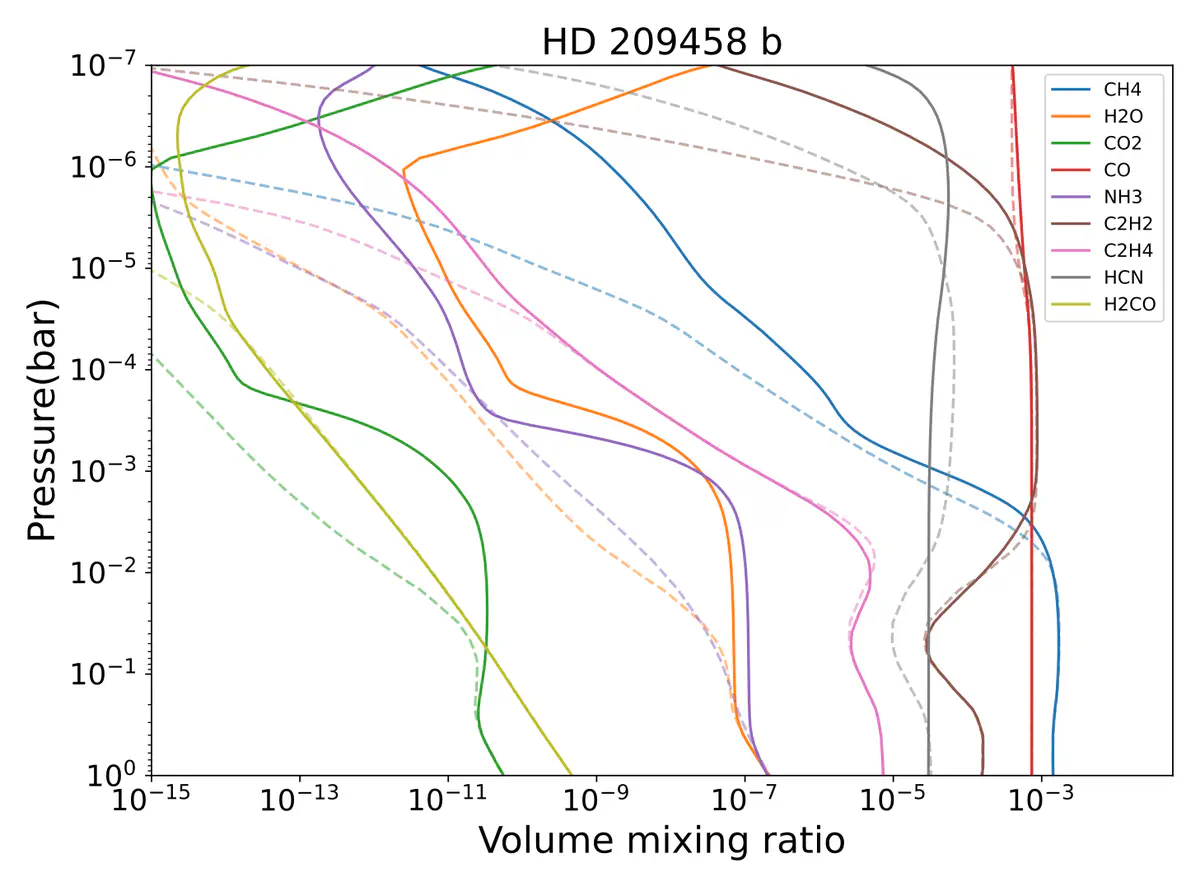 HD 209458 b
10⁻⁷
10⁻⁶
10⁻⁵
10⁻⁴
10⁻³
10⁻²
10⁻¹
10⁰
Pressure(bar)
CH4
H2O
CO2
CO
NH3
C2H2
C2H4
HCN
H2CO
10⁻¹⁵
10⁻¹³
10⁻¹¹
10⁻⁹
10⁻⁷
10⁻⁵
10⁻³
Volume mixing ratio